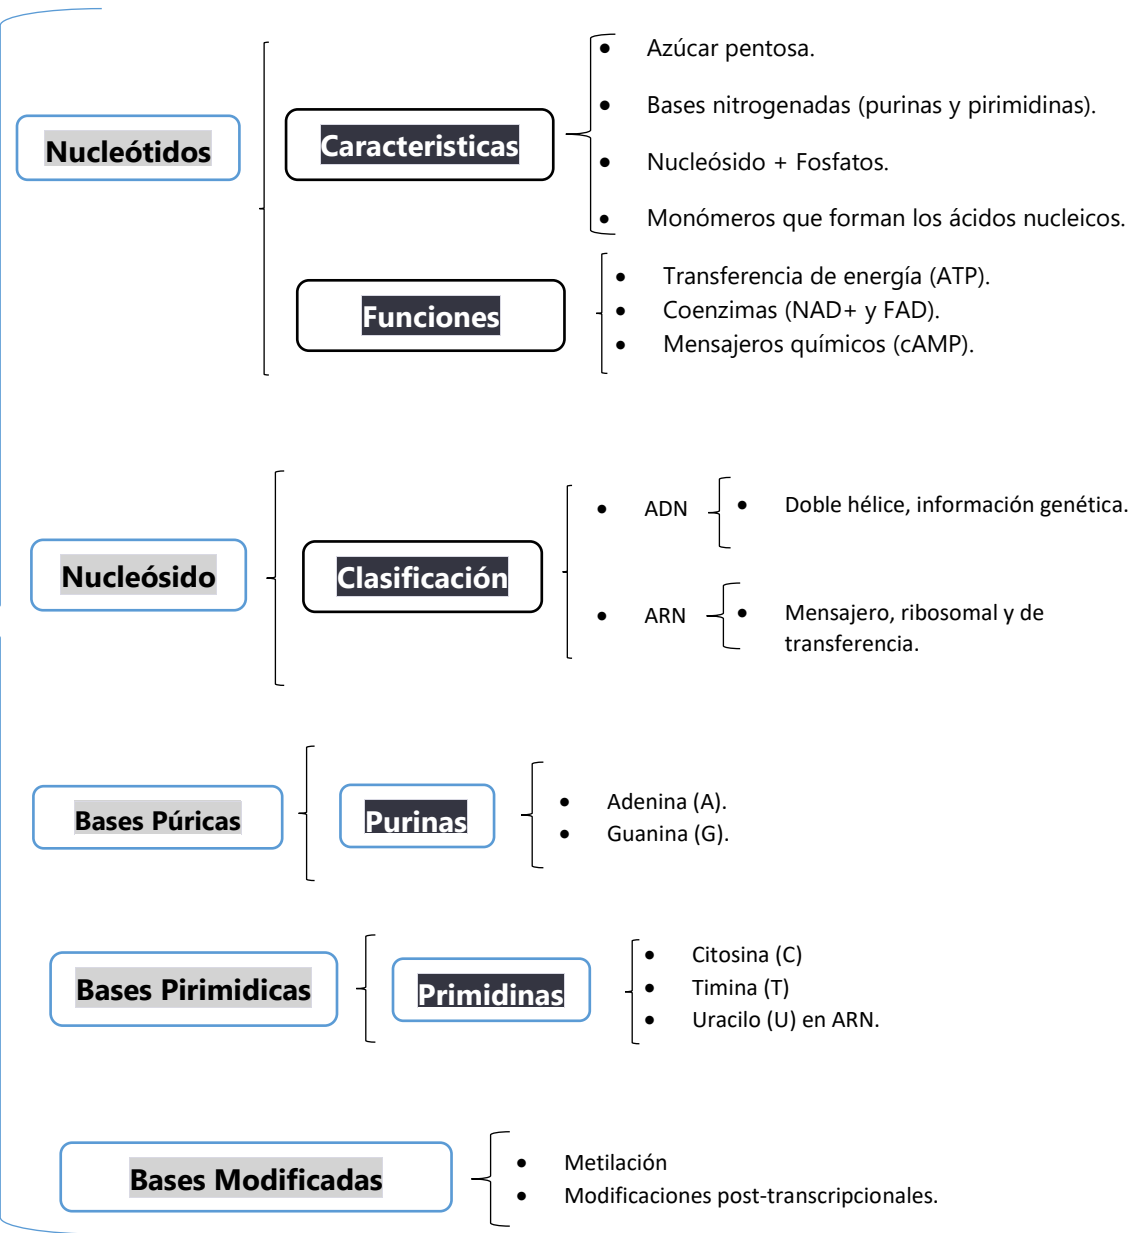 Nucleótidos
Caracteristicas
• Azúcar pentosa.
• Bases nitrogenadas (purinas y pirimidinas).
• Nucleósido + Fosfatos.
• Monómeros que forman los ácidos nucleicos.
Funciones
• Transferencia de energía (ATP).
• Coenzimas (NAD+ y FAD).
• Mensajeros químicos (cAMP).
Nucleósido
Clasificación
• ADN
• Doble hélice, información genética.
• ARN
• Mensajero, ribosomal y de
transferencia.
Bases Púricas
Purinas
• Adenina (A).
• Guanina (G).
Bases Pirimidicas
Primidinas
• Citosina (C)
• Timina (T)
• Uracilo (U) en ARN.
Bases Modificadas
• Metilación
• Modificaciones post-transcripcionales.